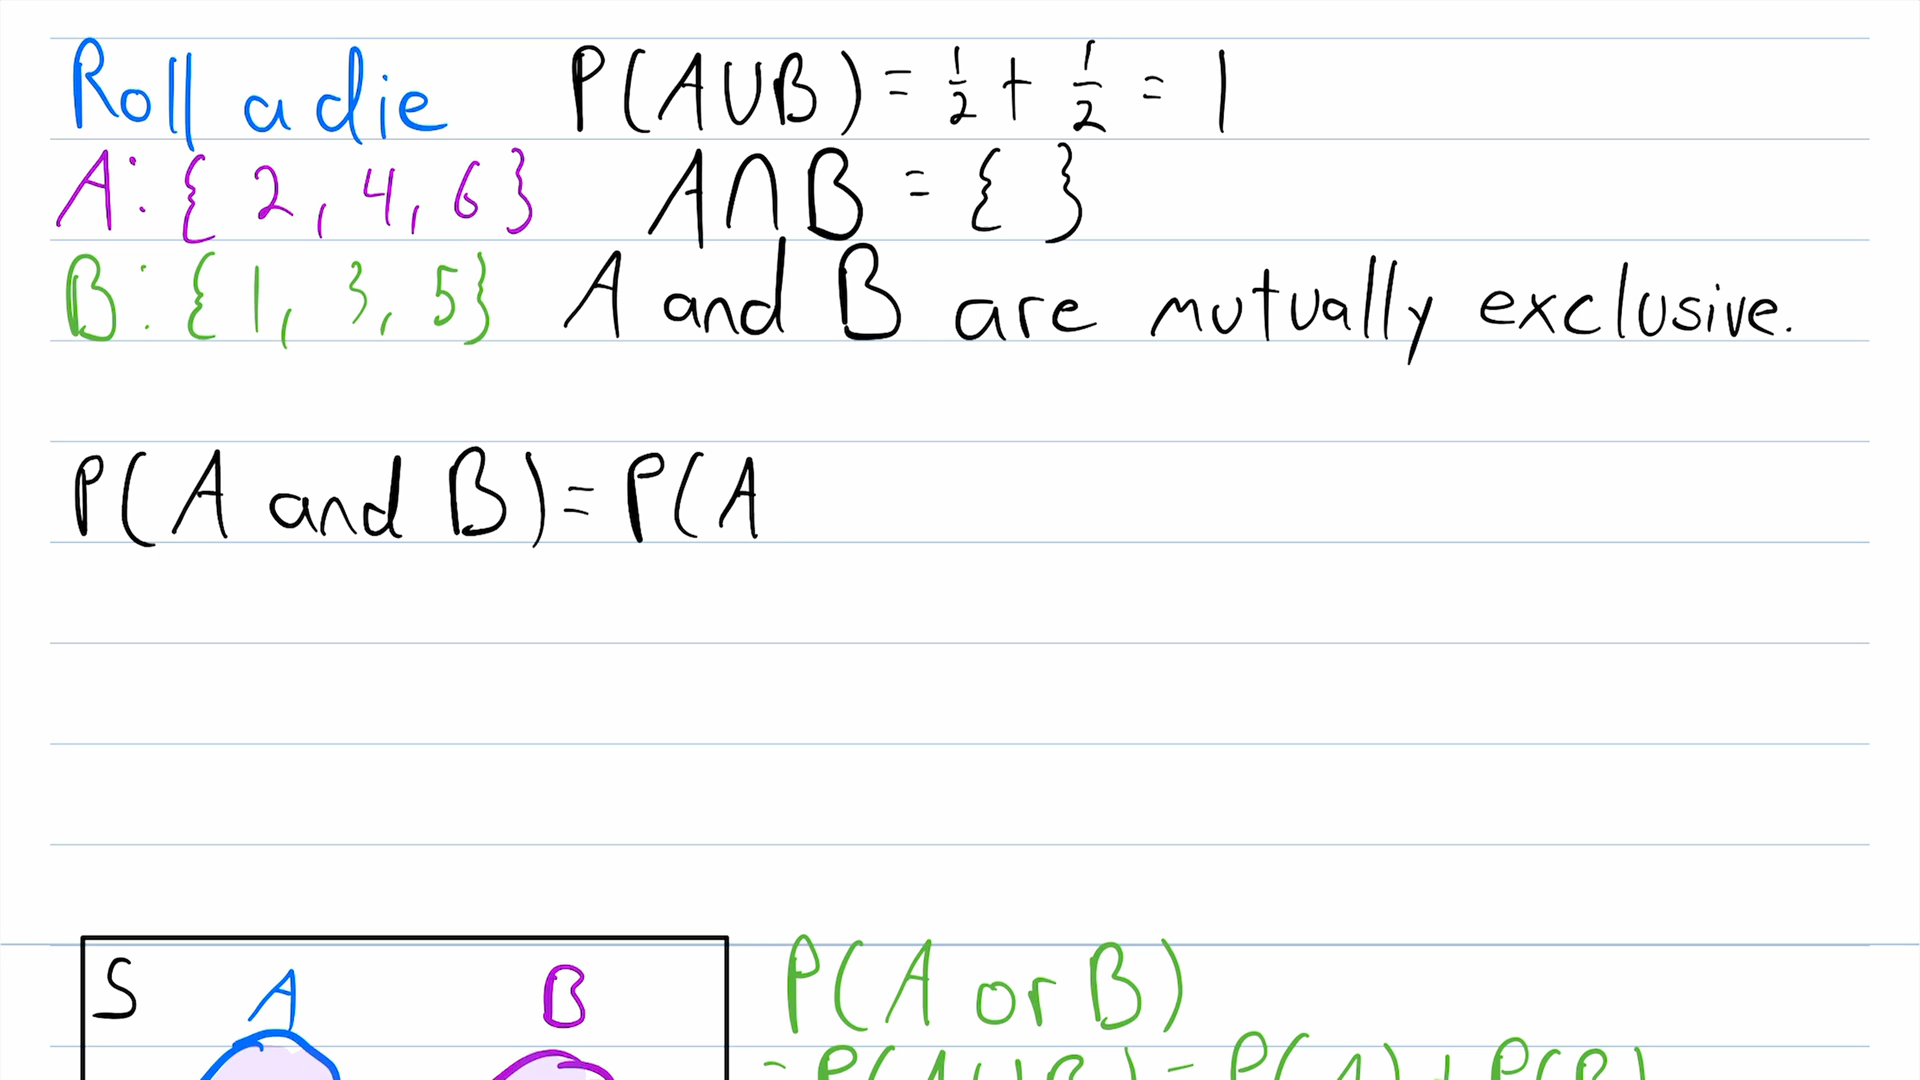 Roll a die P(A∪B) = 1/2 + 1/2 = 1
A: { 2, 4, 6} A∩B = { }
B: { 1, 3, 5} A and B are mutually exclusive.
P( A and B) = P(A
S A B P( A or B)
= P(A∪B) = P(A) + P(B)